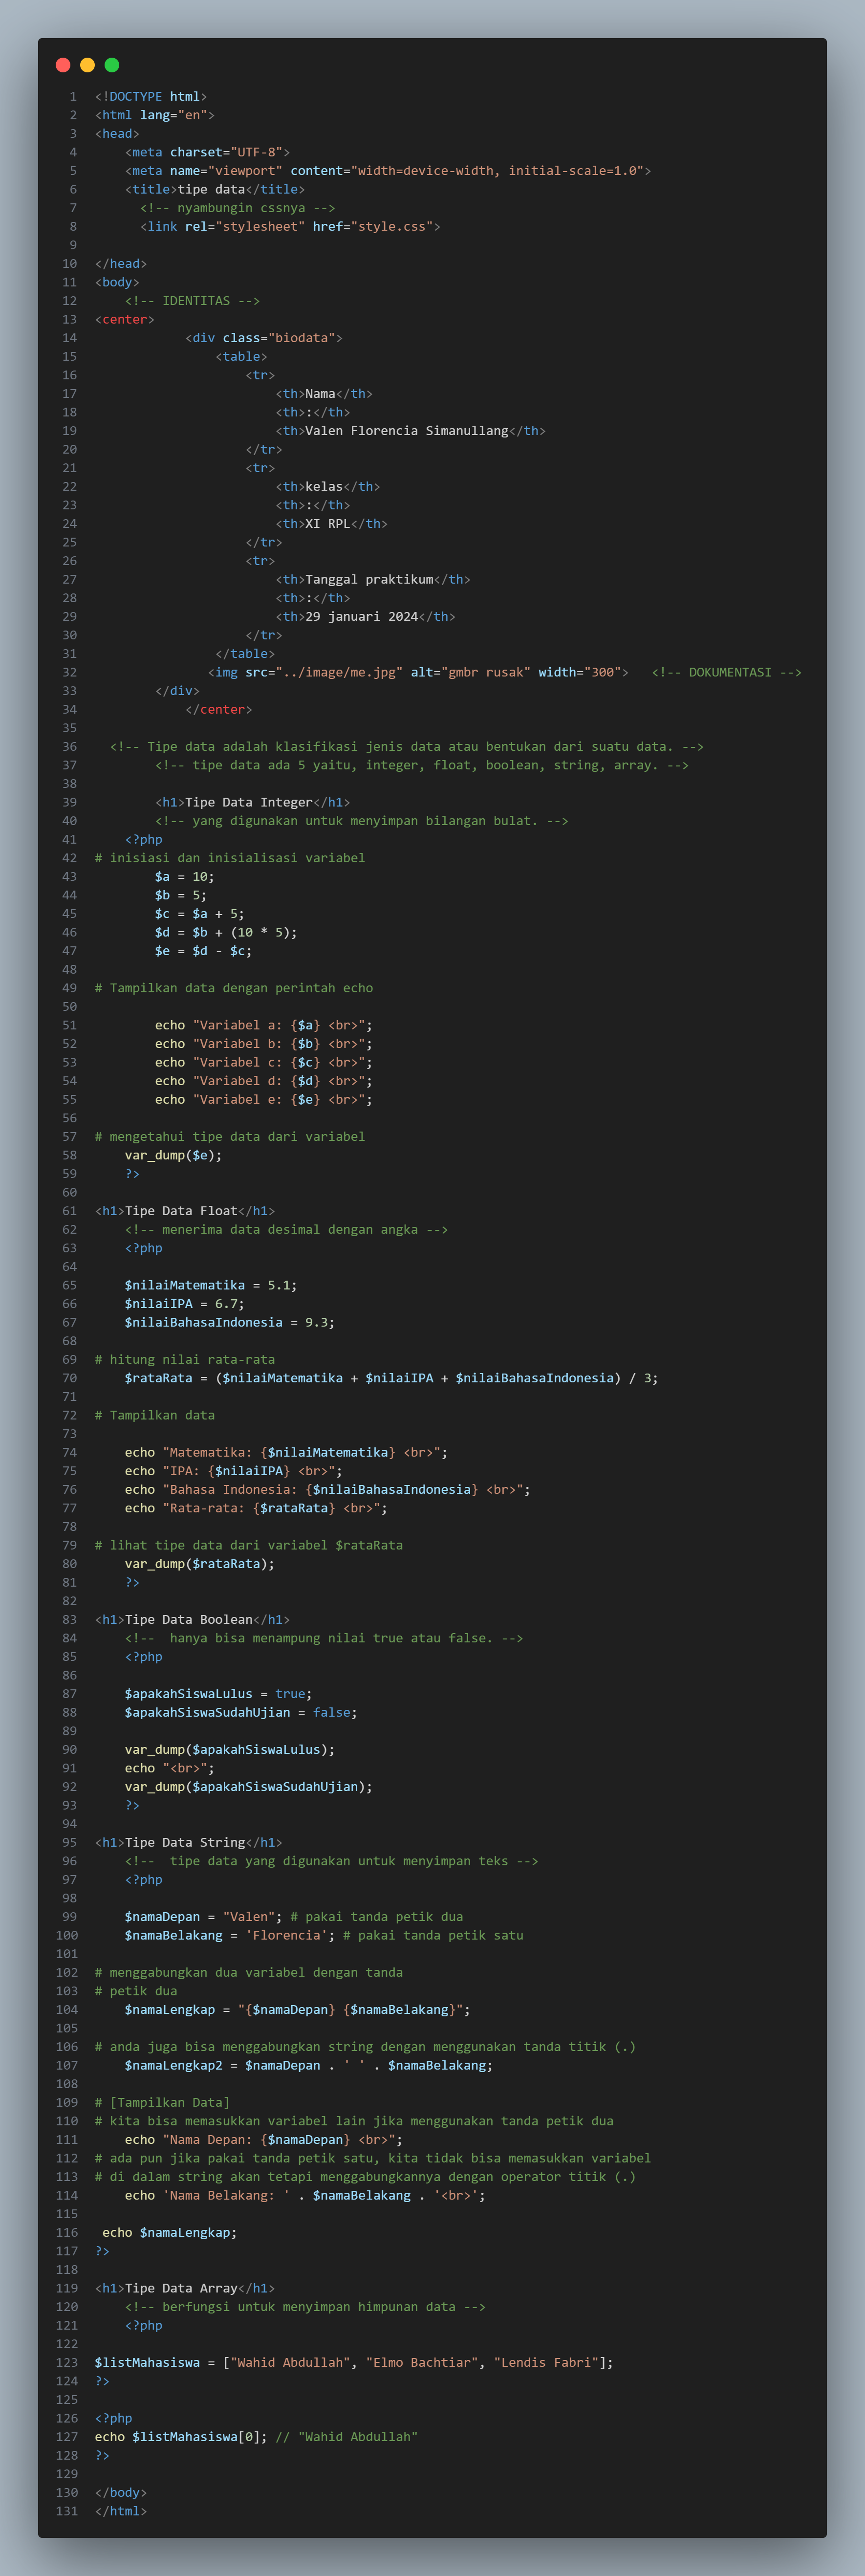 1 <!DOCTYPE html>
2 <html lang="en">
3 <head>
4     <meta charset="UTF-8">
5     <meta name="viewport" content="width=device-width, initial-scale=1.0">
6     <title>tipe data</title>
7       <!-- nyambungin cssnya -->
8       <link rel="stylesheet" href="style.css">
9
10 </head>
11 <body>
12     <!-- IDENTITAS -->
13 <center>
14             <div class="biodata">
15                 <table>
16                     <tr>
17                         <th>Nama</th>
18                         <th>:</th>
19                         <th>Valen Florencia Simanullang</th>
20                     </tr>
21                     <tr>
22                         <th>kelas</th>
23                         <th>:</th>
24                         <th>XI RPL</th>
25                     </tr>
26                     <tr>
27                         <th>Tanggal praktikum</th>
28                         <th>:</th>
29                         <th>29 januari 2024</th>
30                     </tr>
31                 </table>
32                <img src="../image/me.jpg" alt="gmbr rusak" width="300">   <!-- DOKUMENTASI -->
33         </div>
34             </center>
35
36   <!-- Tipe data adalah klasifikasi jenis data atau bentukan dari suatu data. -->
37         <!-- tipe data ada 5 yaitu, integer, float, boolean, string, array. -->
38
39         <h1>Tipe Data Integer</h1>
40         <!-- yang digunakan untuk menyimpan bilangan bulat. -->
41     <?php
42 # inisiasi dan inisialisasi variabel
43         $a = 10;
44         $b = 5;
45         $c = $a + 5;
46         $d = $b + (10 * 5);
47         $e = $d - $c;
48
49 # Tampilkan data dengan perintah echo
50
51         echo "Variabel a: {$a} <br>";
52         echo "Variabel b: {$b} <br>";
53         echo "Variabel c: {$c} <br>";
54         echo "Variabel d: {$d} <br>";
55         echo "Variabel e: {$e} <br>";
56
57 # mengetahui tipe data dari variabel
58     var_dump($e);
59     ?>
60
61 <h1>Tipe Data Float</h1>
62     <!-- menerima data desimal dengan angka -->
63     <?php
64
65     $nilaiMatematika = 5.1;
66     $nilaiIPA = 6.7;
67     $nilaiBahasaIndonesia = 9.3;
68
69 # hitung nilai rata-rata
70     $rataRata = ($nilaiMatematika + $nilaiIPA + $nilaiBahasaIndonesia) / 3;
71
72 # Tampilkan data
73
74     echo "Matematika: {$nilaiMatematika} <br>";
75     echo "IPA: {$nilaiIPA} <br>";
76     echo "Bahasa Indonesia: {$nilaiBahasaIndonesia} <br>";
77     echo "Rata-rata: {$rataRata} <br>";
78
79 # lihat tipe data dari variabel $rataRata
80     var_dump($rataRata);
81     ?>
82
83 <h1>Tipe Data Boolean</h1>
84     <!--  hanya bisa menampung nilai true atau false. -->
85     <?php
86
87     $apakahSiswaLulus = true;
88     $apakahSiswaSudahUjian = false;
89
90     var_dump($apakahSiswaLulus);
91     echo "<br>";
92     var_dump($apakahSiswaSudahUjian);
93     ?>
94
95 <h1>Tipe Data String</h1>
96     <!--  tipe data yang digunakan untuk menyimpan teks -->
97     <?php
98
99     $namaDepan = "Valen"; # pakai tanda petik dua
100     $namaBelakang = 'Florencia'; # pakai tanda petik satu
101
102 # menggabungkan dua variabel dengan tanda
103 # petik dua
104     $namaLengkap = "{$namaDepan} {$namaBelakang}";
105
106 # anda juga bisa menggabungkan string dengan menggunakan tanda titik (.)
107     $namaLengkap2 = $namaDepan . ' ' . $namaBelakang;
108
109 # [Tampilkan Data]
110 # kita bisa memasukkan variabel lain jika menggunakan tanda petik dua
111     echo "Nama Depan: {$namaDepan} <br>";
112 # ada pun jika pakai tanda petik satu, kita tidak bisa memasukkan variabel
113 # di dalam string akan tetapi menggabungkannya dengan operator titik (.)
114     echo 'Nama Belakang: ' . $namaBelakang . '<br>';
115
116  echo $namaLengkap;
117 ?>
118
119 <h1>Tipe Data Array</h1>
120     <!-- berfungsi untuk menyimpan himpunan data -->
121     <?php
122
123 $listMahasiswa = ["Wahid Abdullah", "Elmo Bachtiar", "Lendis Fabri"];
124 ?>
125
126 <?php
127 echo $listMahasiswa[0]; // "Wahid Abdullah"
128 ?>
129
130 </body>
131 </html>